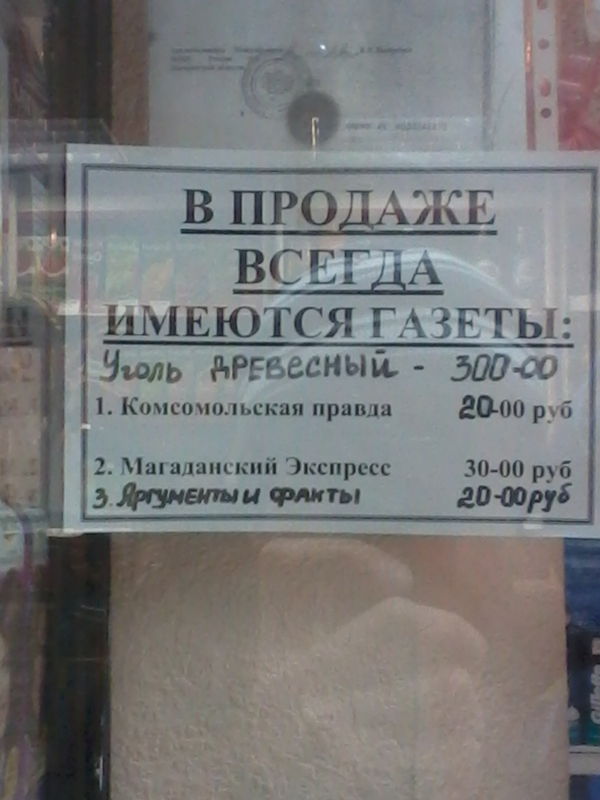 В ПРОДАЖЕ
ВСЕГДА
ИМЕЮТСЯ ГАЗЕТЫ:
Уголь ДРЕВЕСНЫЙ - 300-00
1. Комсомольская правда 20-00 руб
2. Магаданский Экспресс 30-00 руб
3. Аргументы и факты 20-00 руб
Gillette